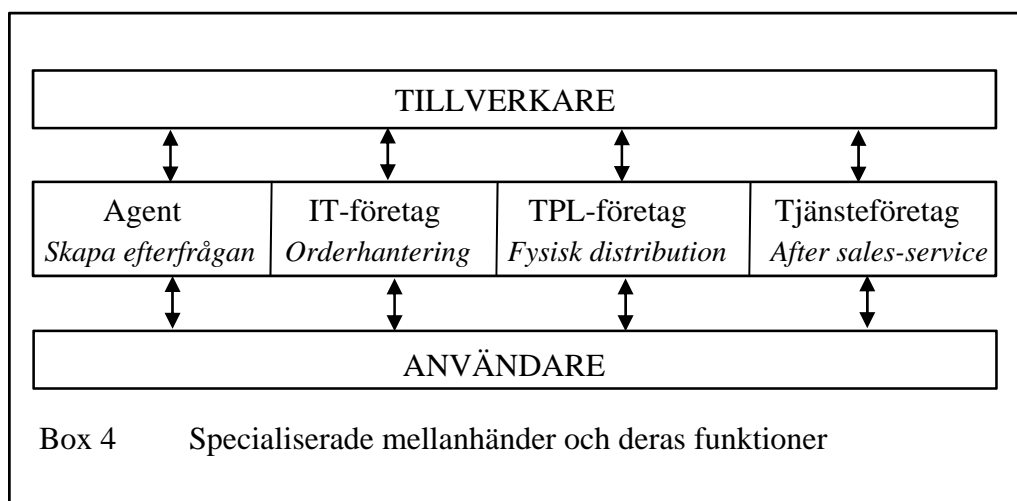 TILLVERKARE
Agent IT-företag TPL-företag Tjänsteföretag
Skapa efterfrågan Orderhantering Fysisk distribution After sales-service
ANVÄNDARE
Box 4 Specialiserade mellanhänder och deras funktioner